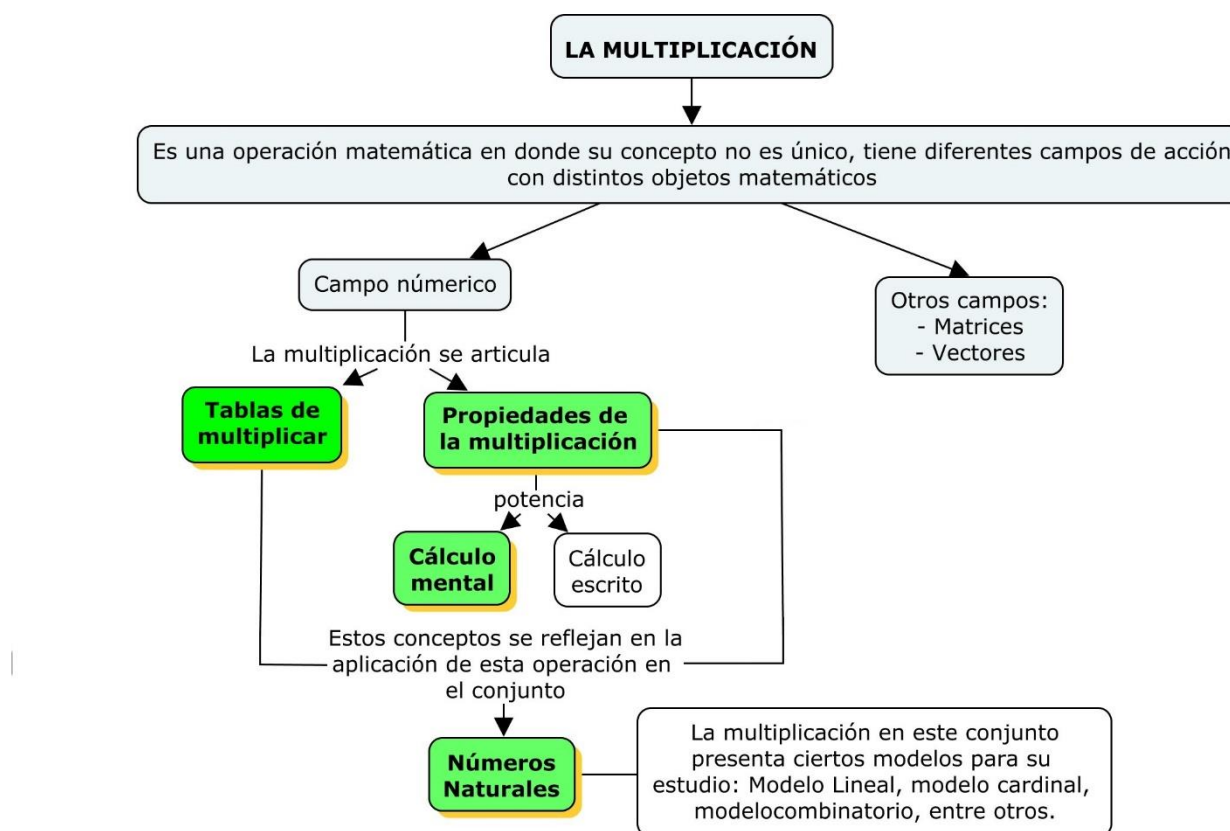 LA MULTIPLICACIÓN
Es una operación matemática en donde su concepto no es único, tiene diferentes campos de acción
con distintos objetos matemáticos
Campo númerico
Otros campos:
- Matrices
- Vectores
La multiplicación se articula
Tablas de
multiplicar
Propiedades de
la multiplicación
potencia
Cálculo
mental
Cálculo
escrito
Estos conceptos se reflejan en la
aplicación de esta operación en
el conjunto
Números
Naturales
La multiplicación en este conjunto
presenta ciertos modelos para su
estudio: Modelo Lineal, modelo cardinal,
modelocombinatorio, entre otros.